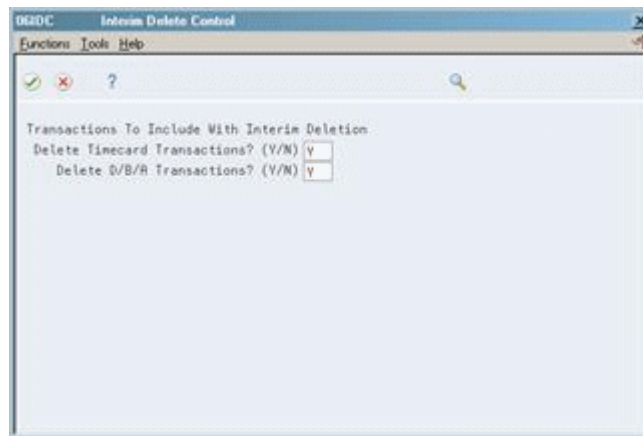 06IDC Interim Delete Control
Functions Tools Help
?
Transactions To Include With Interim Deletion
Delete Timecard Transactions? (Y/N) Y
Delete D/B/A Transactions? (Y/N) Y